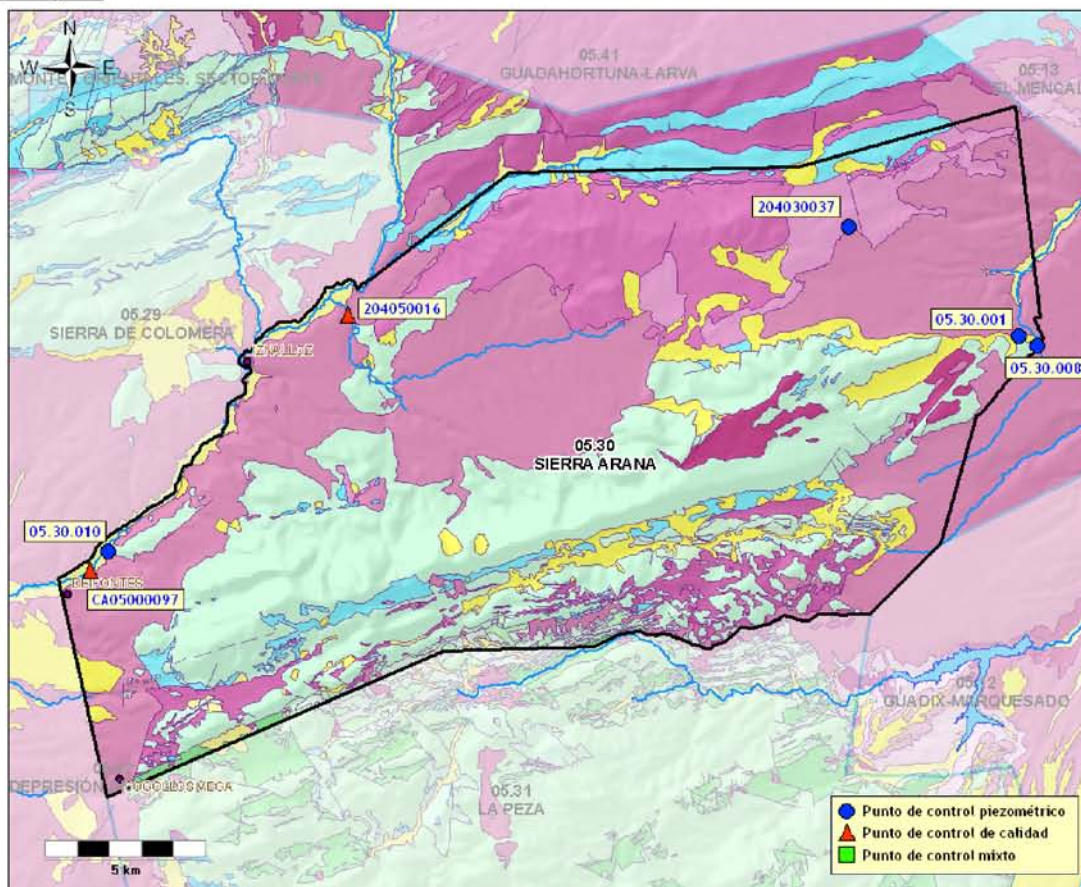 N
W E
S
05.41
GUADAHORTUNA-LARVA
05.13
EL MENCAL
204030037
204050016
05.29
SIERRA DE COLOMERA
05.30.001
05.30.008
05.30
SIERRA ARANA
05.30.010
CA05000097
GUADIX-MARQUESADO
DEPRESIÓN
05.31
LA PEZA
5 km
Punto de control piezométrico
Punto de control de calidad
Punto de control mixto